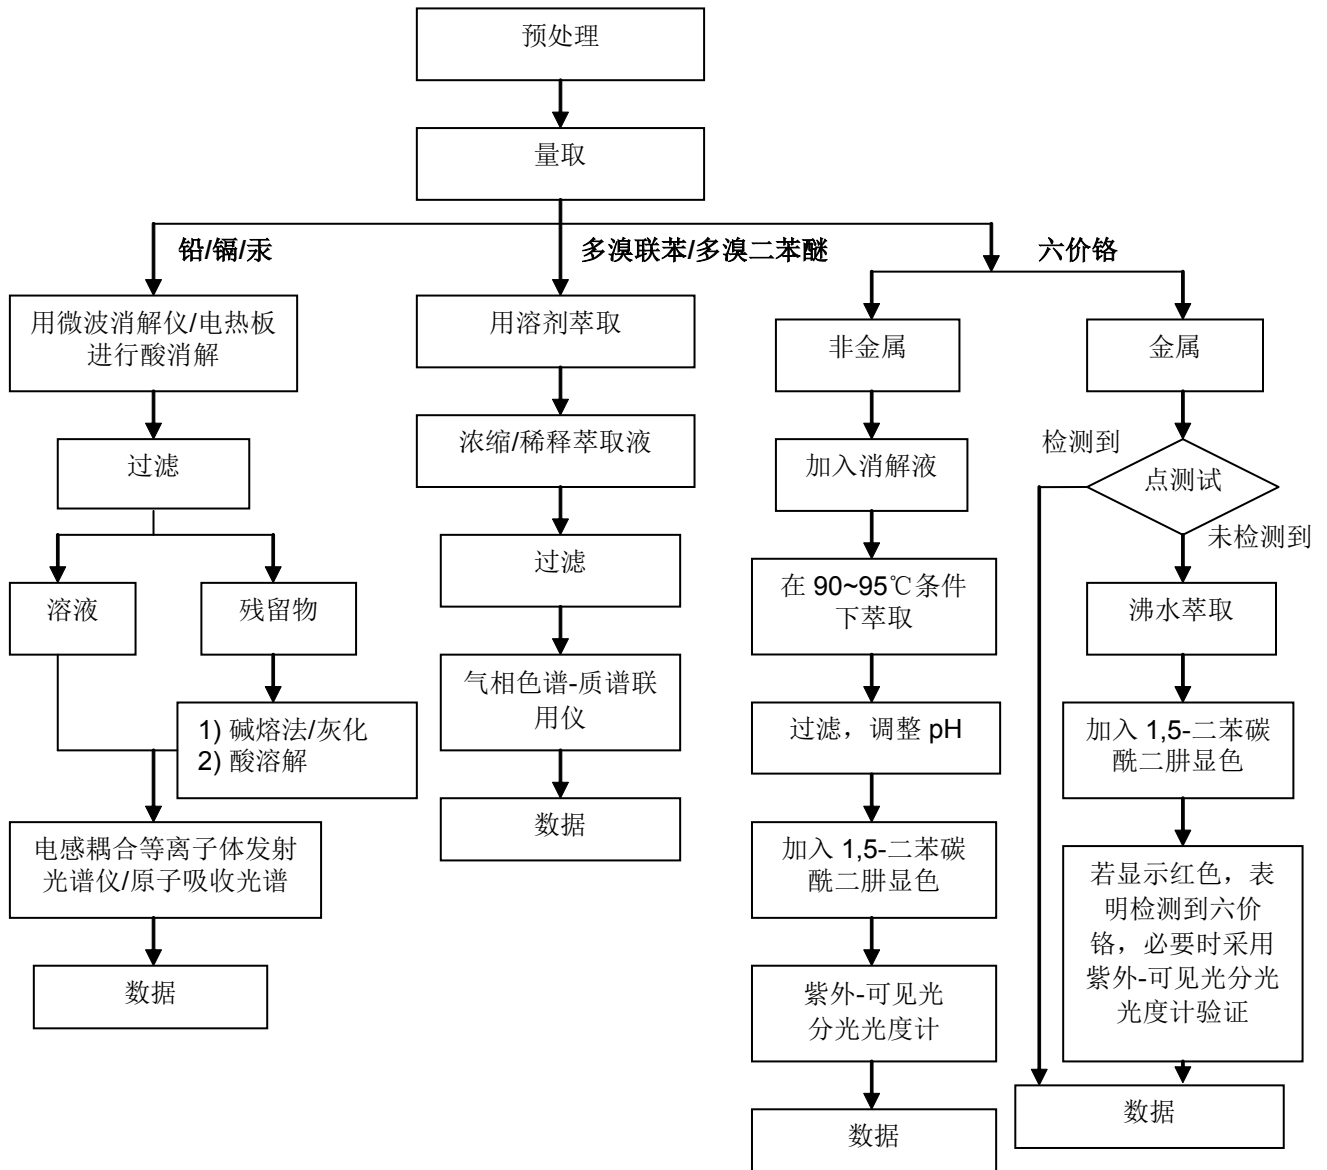 预处理
量取
铅/镉/汞
多溴联苯/多溴二苯醚
六价铬
用微波消解仪/电热板
进行酸消解
过滤
溶液
残留物
1) 碱熔法/灰化
2) 酸溶解
电感耦合等离子体发射
光谱仪/原子吸收光谱
数据
用溶剂萃取
浓缩/稀释萃取液
过滤
气相色谱-质谱联
用仪
数据
非金属
加入消解液
在 90~95℃条件
下萃取
过滤，调整 pH
加入 1,5-二苯碳
酰二肼显色
紫外-可见光
分光光度计
数据
金属
检测到
点测试
未检测到
沸水萃取
加入 1,5-二苯碳
酰二肼显色
若显示红色，表
明检测到六价
铬，必要时采用
紫外-可见光分光
光度计验证
数据